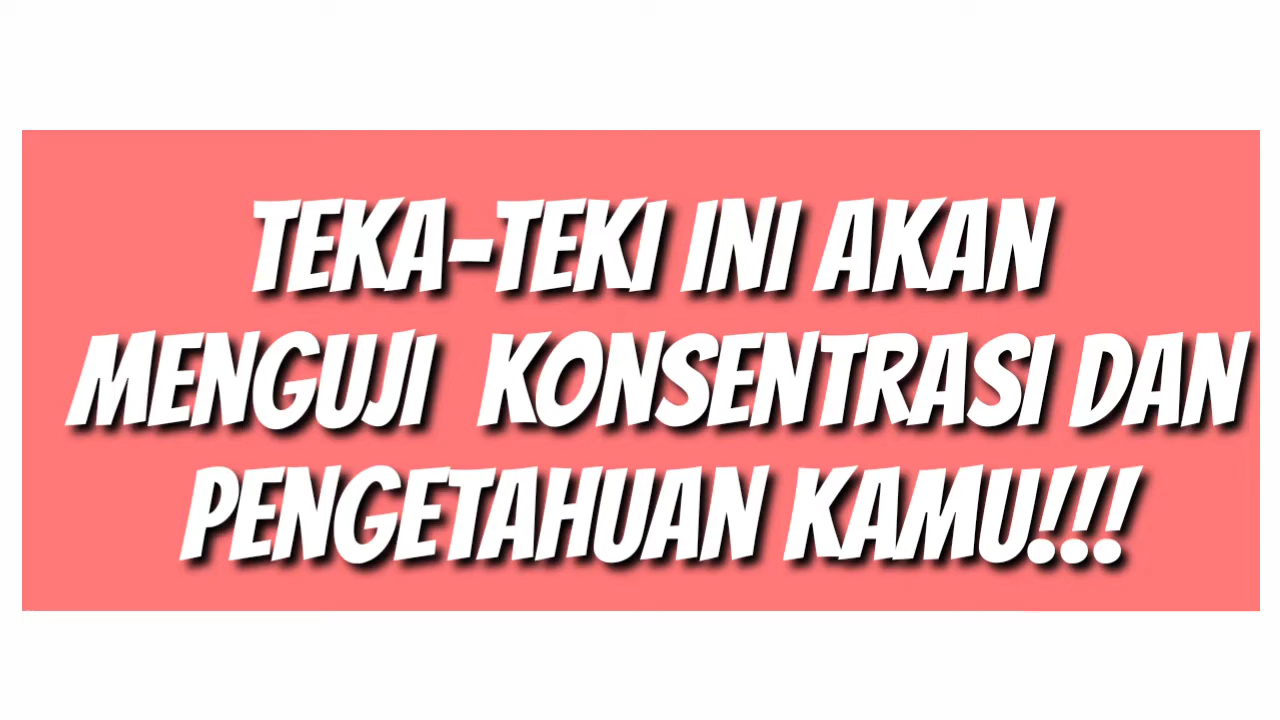 TEKA-TEKI INI AKAN
MENGUJI KONSENTRASI DAN
PENGETAHUAN KAMU!!!